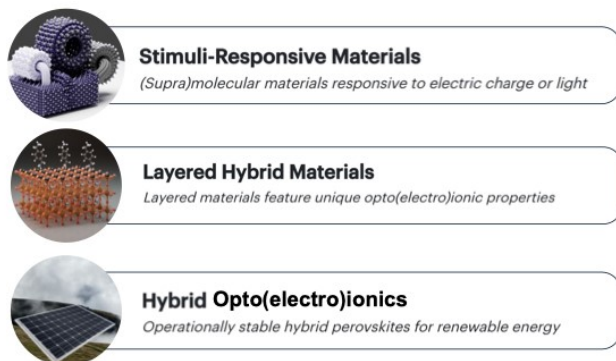 Stimuli-Responsive Materials
(Supra)molecular materials responsive to electric charge or light
Layered Hybrid Materials
Layered materials feature unique opto(electro)ionic properties
Hybrid Opto(electro)ionics
Operationally stable hybrid perovskites for renewable energy